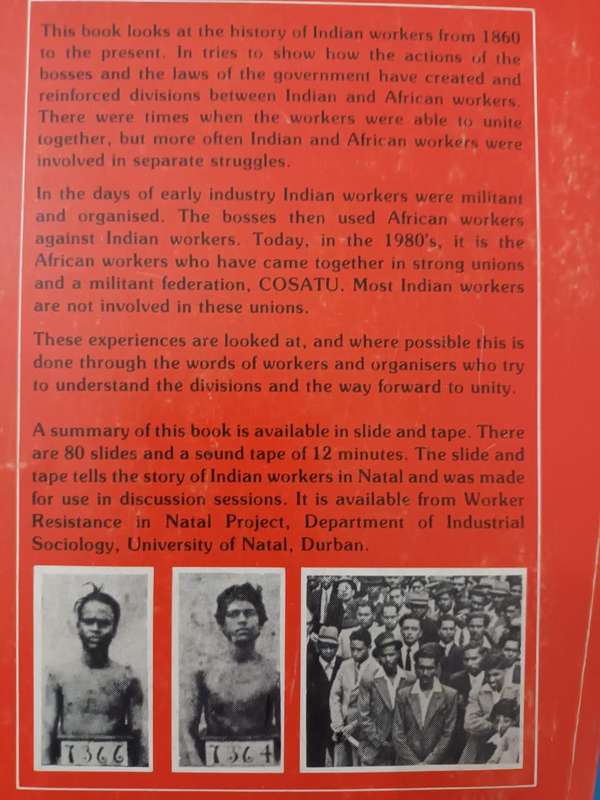 This book looks at the history of Indian workers from 1860
to the present. In tries to show how the actions of the
bosses and the laws of the government have created and
reinforced divisions between Indian and African workers.
There were times when the workers were able to unite
together, but more often Indian and African workers were
involved in separate struggles.
In the days of early industry Indian workers were militant
and organised. The bosses then used African workers
against Indian workers. Today, in the 1980's, it is the
African workers who have came together in strong unions
and a militant federation, COSATU. Most Indian workers
are not involved in these unions.
These experiences are looked at, and where possible this is
done through the words of workers and organisers who try
to understand the divisions and the way forward to unity.
A summary of this book is available in slide and tape. There
are 80 slides and a sound tape of 12 minutes. The slide and
tape tells the story of Indian workers in Natal and was made
for use in discussion sessions. It is available from Worker
Resistance in Natal Project, Department of Industrial
Sociology, University of Natal, Durban.
7366
7364